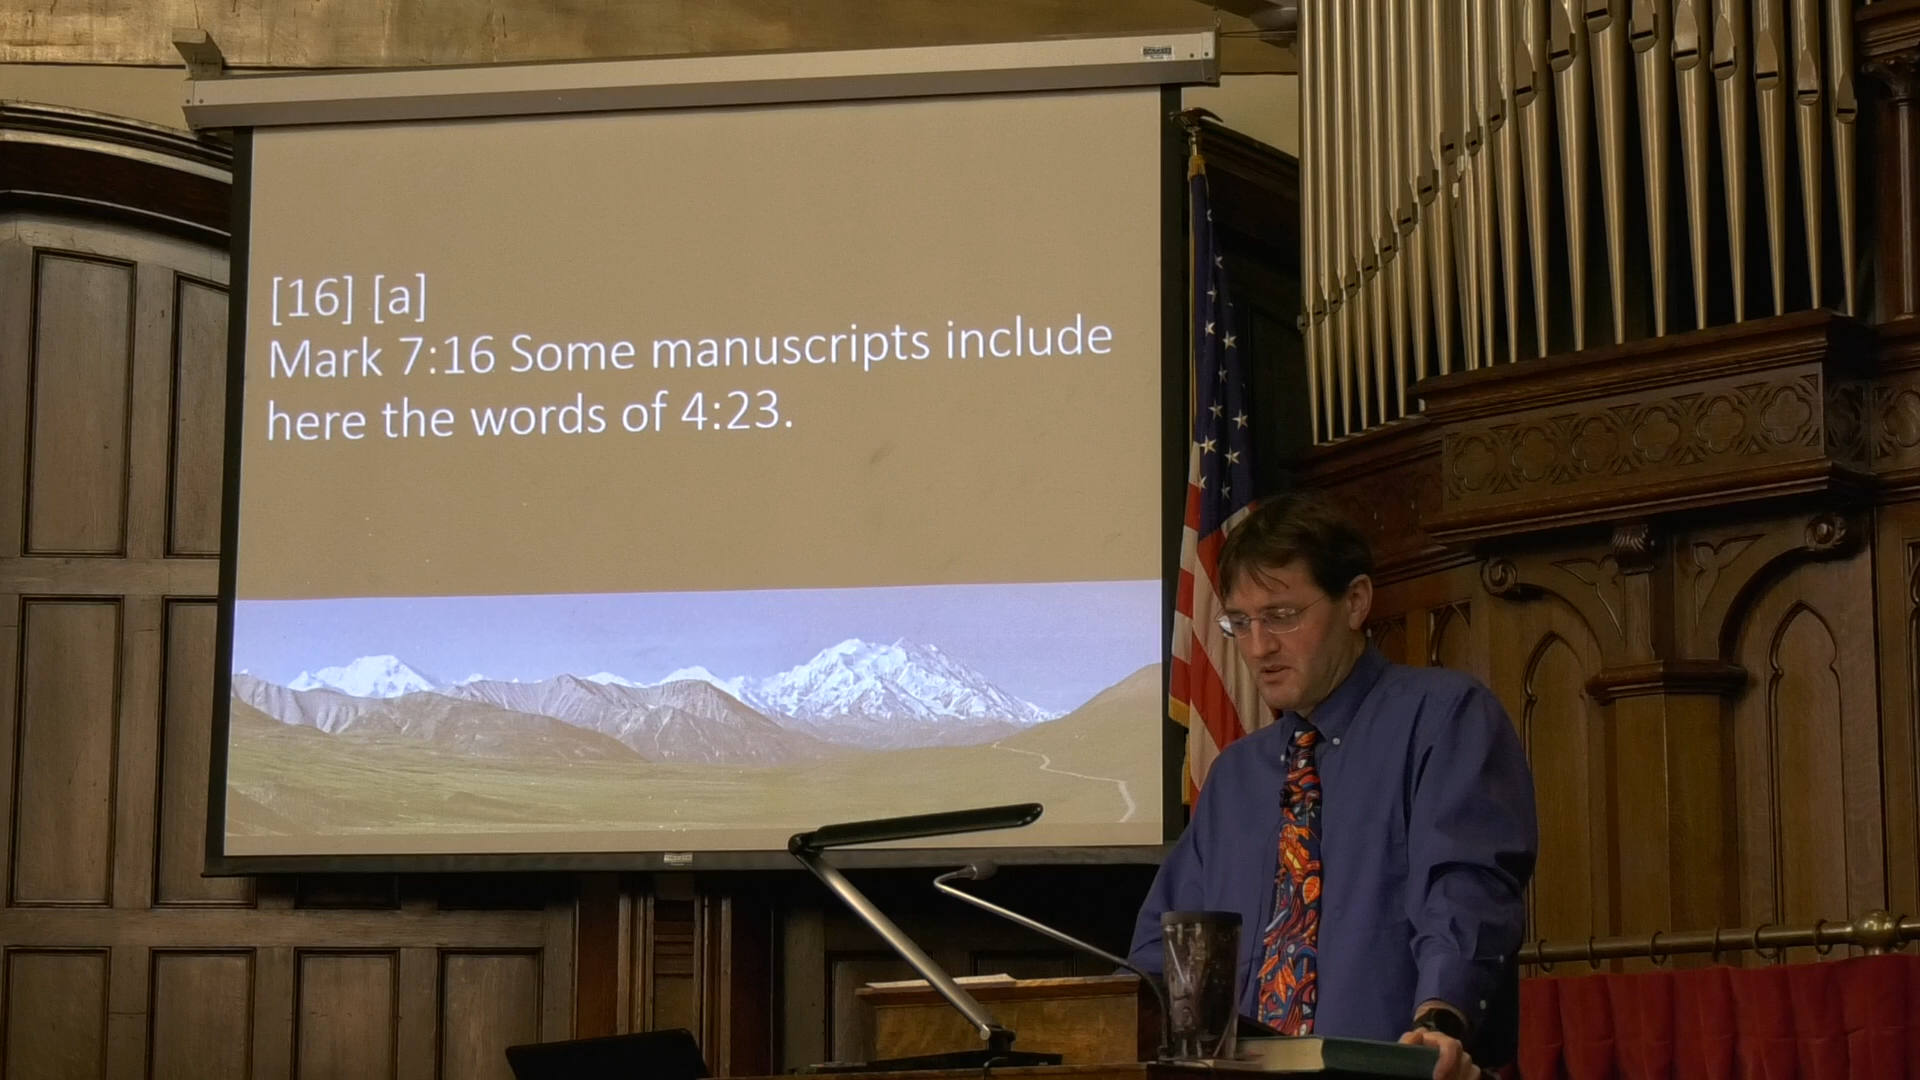 [16] [a]
Mark 7:16 Some manuscripts include
here the words of 4:23.